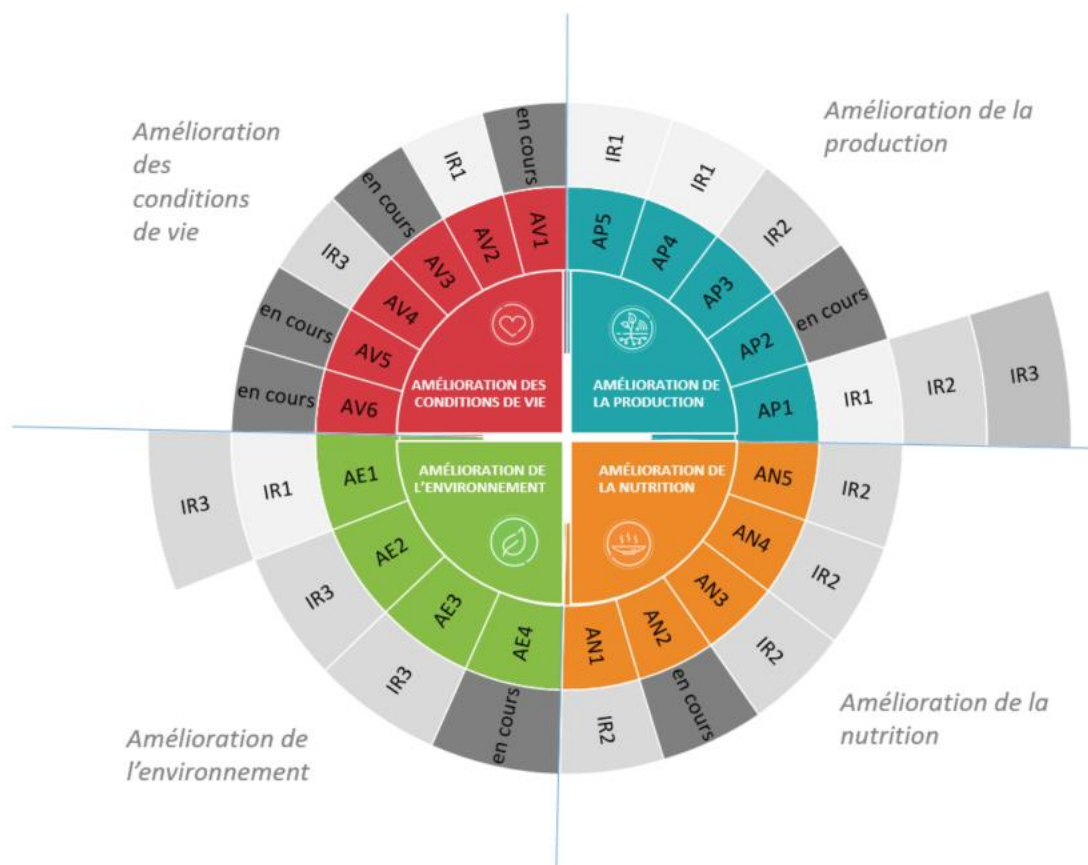 Amélioration
des
conditions
de vie
Amélioration de la
production
en cours
IR1
en cours
IR3
en cours
en cours
AV1
AV2
AV3
AV4
AV5
AV6
AMÉLIORATION DES
CONDITIONS DE VIE
IR1
IR1
IR2
en cours
IR1
IR2
IR3
AP5
AP4
AP3
AP2
AP1
AMÉLIORATION DE
LA PRODUCTION
IR3
IR1
IR3
IR3
en cours
AE1
AE2
AE3
AE4
AMÉLIORATION DE
L'ENVIRONNEMENT
AMÉLIORATION DE
LA NUTRITION
AN5
AN4
AN3
AN2
AN1
IR2
IR2
IR2
en cours
IR2
Amélioration de
l'environnement
Amélioration de la
nutrition